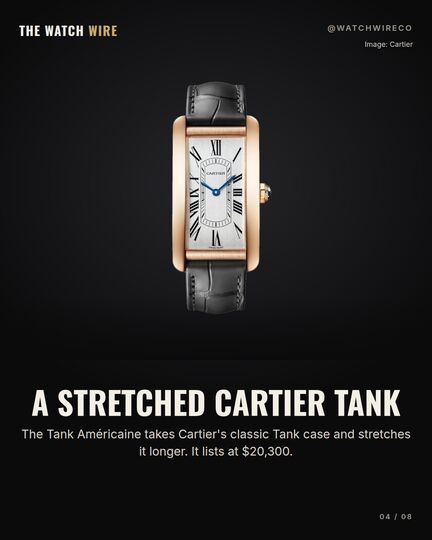 THE WATCH WIRE
@WATCHWIRECO
Image: Cartier
XII
CARTIER
A STRETCHED CARTIER TANK
The Tank Américaine takes Cartier's classic Tank case and stretches
it longer. It lists at $20,300.
04 / 08